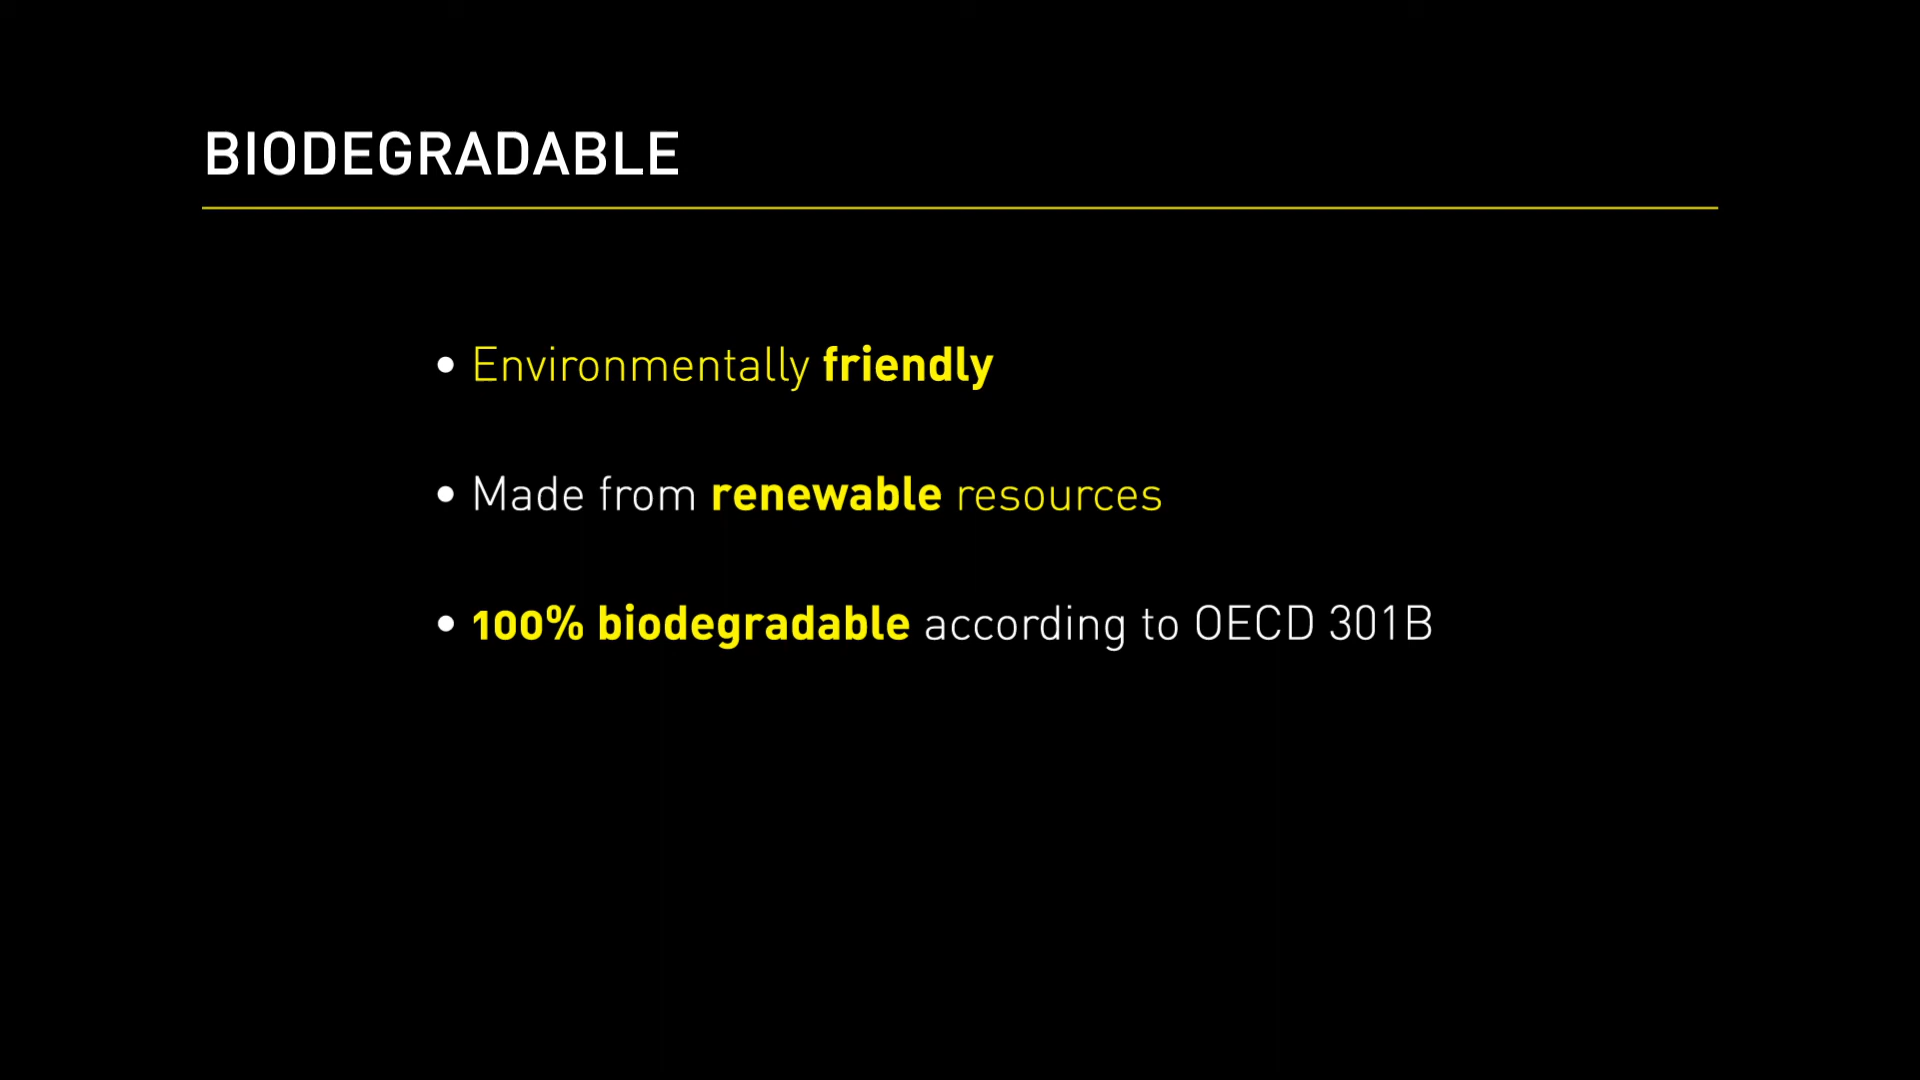 BIODEGRADABLE
• Environmentally friendly
• Made from renewable resources
• 100% biodegradable according to OECD 301B